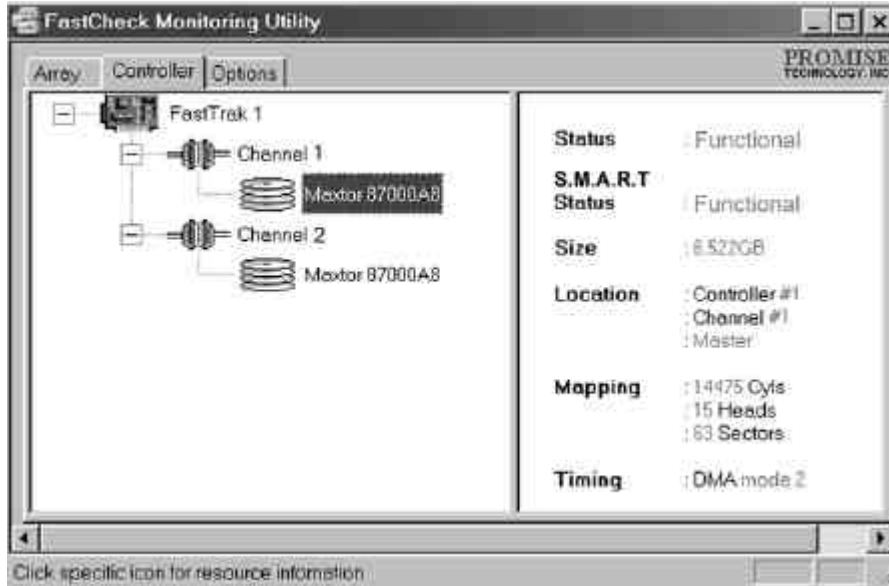 FastCheck Monitoring Utility
Array Controller Options
PROMISE
TECHNOLOGY, INC
FastTrak 1
Channel 1
Maxtor 87000A8
Channel 2
Maxtor 87000A8
Status : Functional
S.M.A.R.T
Status : Functional
Size : 6.522GB
Location : Controller #1
: Channel #1
: Master
Mapping : 14475 Cyls
: 15 Heads
: 63 Sectors
Timing : DMA mode 2
Click specific icon for resource information